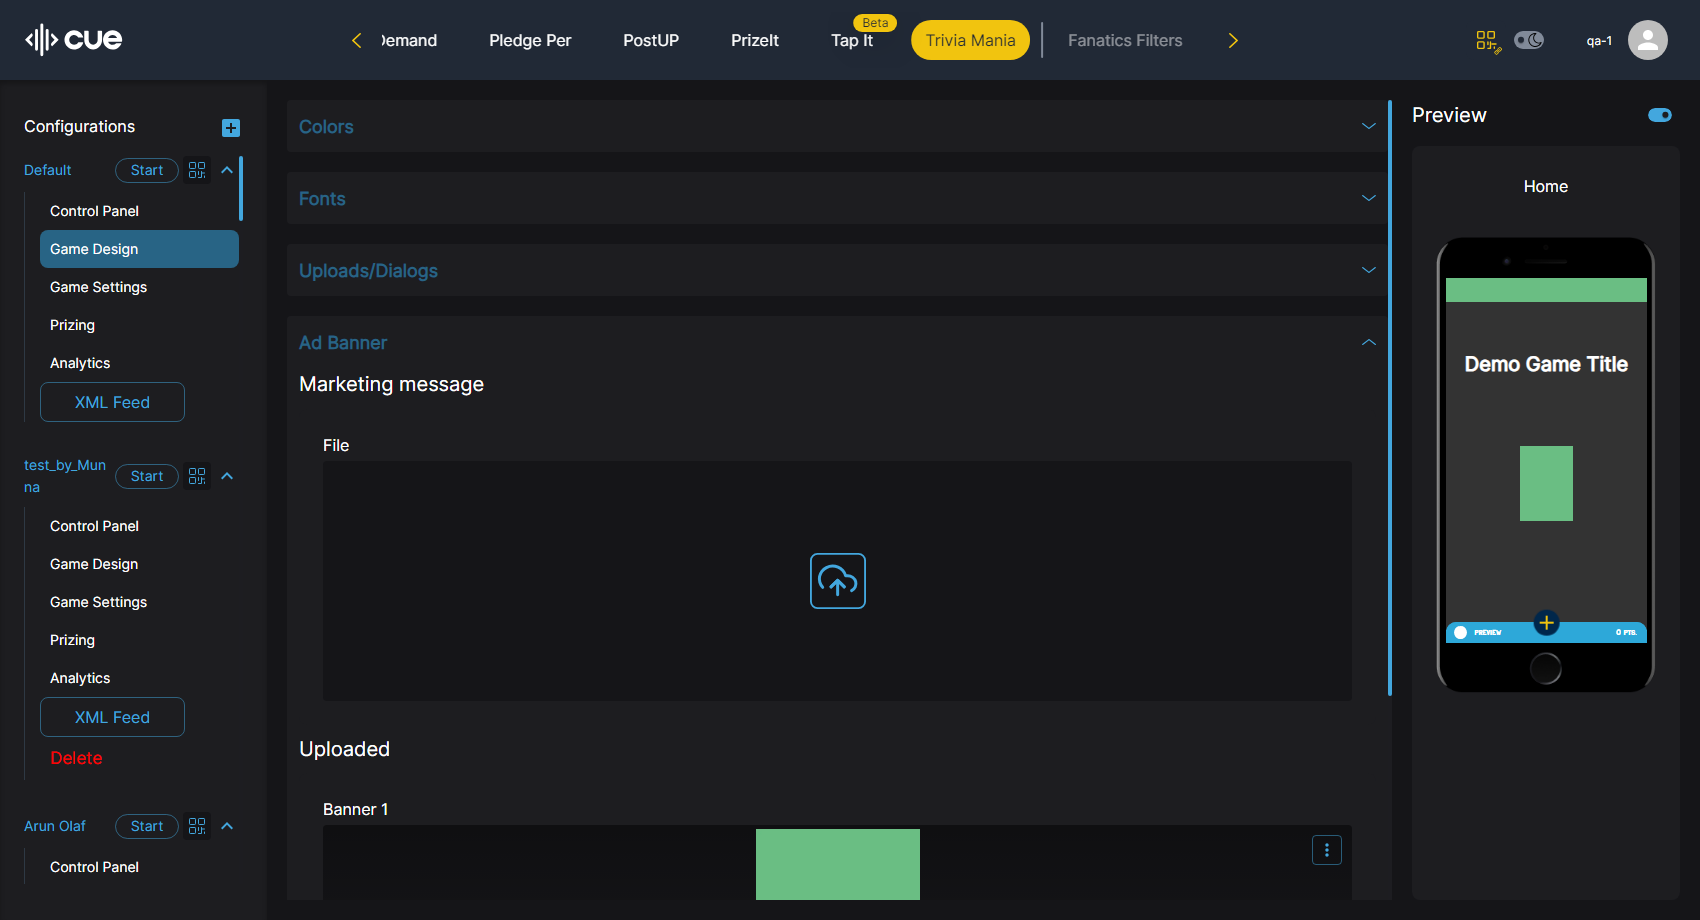 cue
Demand
Pledge Per
PostUP
PrizeIt
Tap It
Beta
Trivia Mania
Fanatics Filters
qa-1
Configurations
Default
Start
Control Panel
Game Design
Game Settings
Prizing
Analytics
XML Feed
test_by_Mun
na
Start
Control Panel
Game Design
Game Settings
Prizing
Analytics
XML Feed
Delete
Arun Olaf
Start
Control Panel
Colors
Fonts
Uploads/Dialogs
Ad Banner
Marketing message
File
Uploaded
Banner 1
Preview
Home
Demo Game Title
PREVIEW
0 PTS.